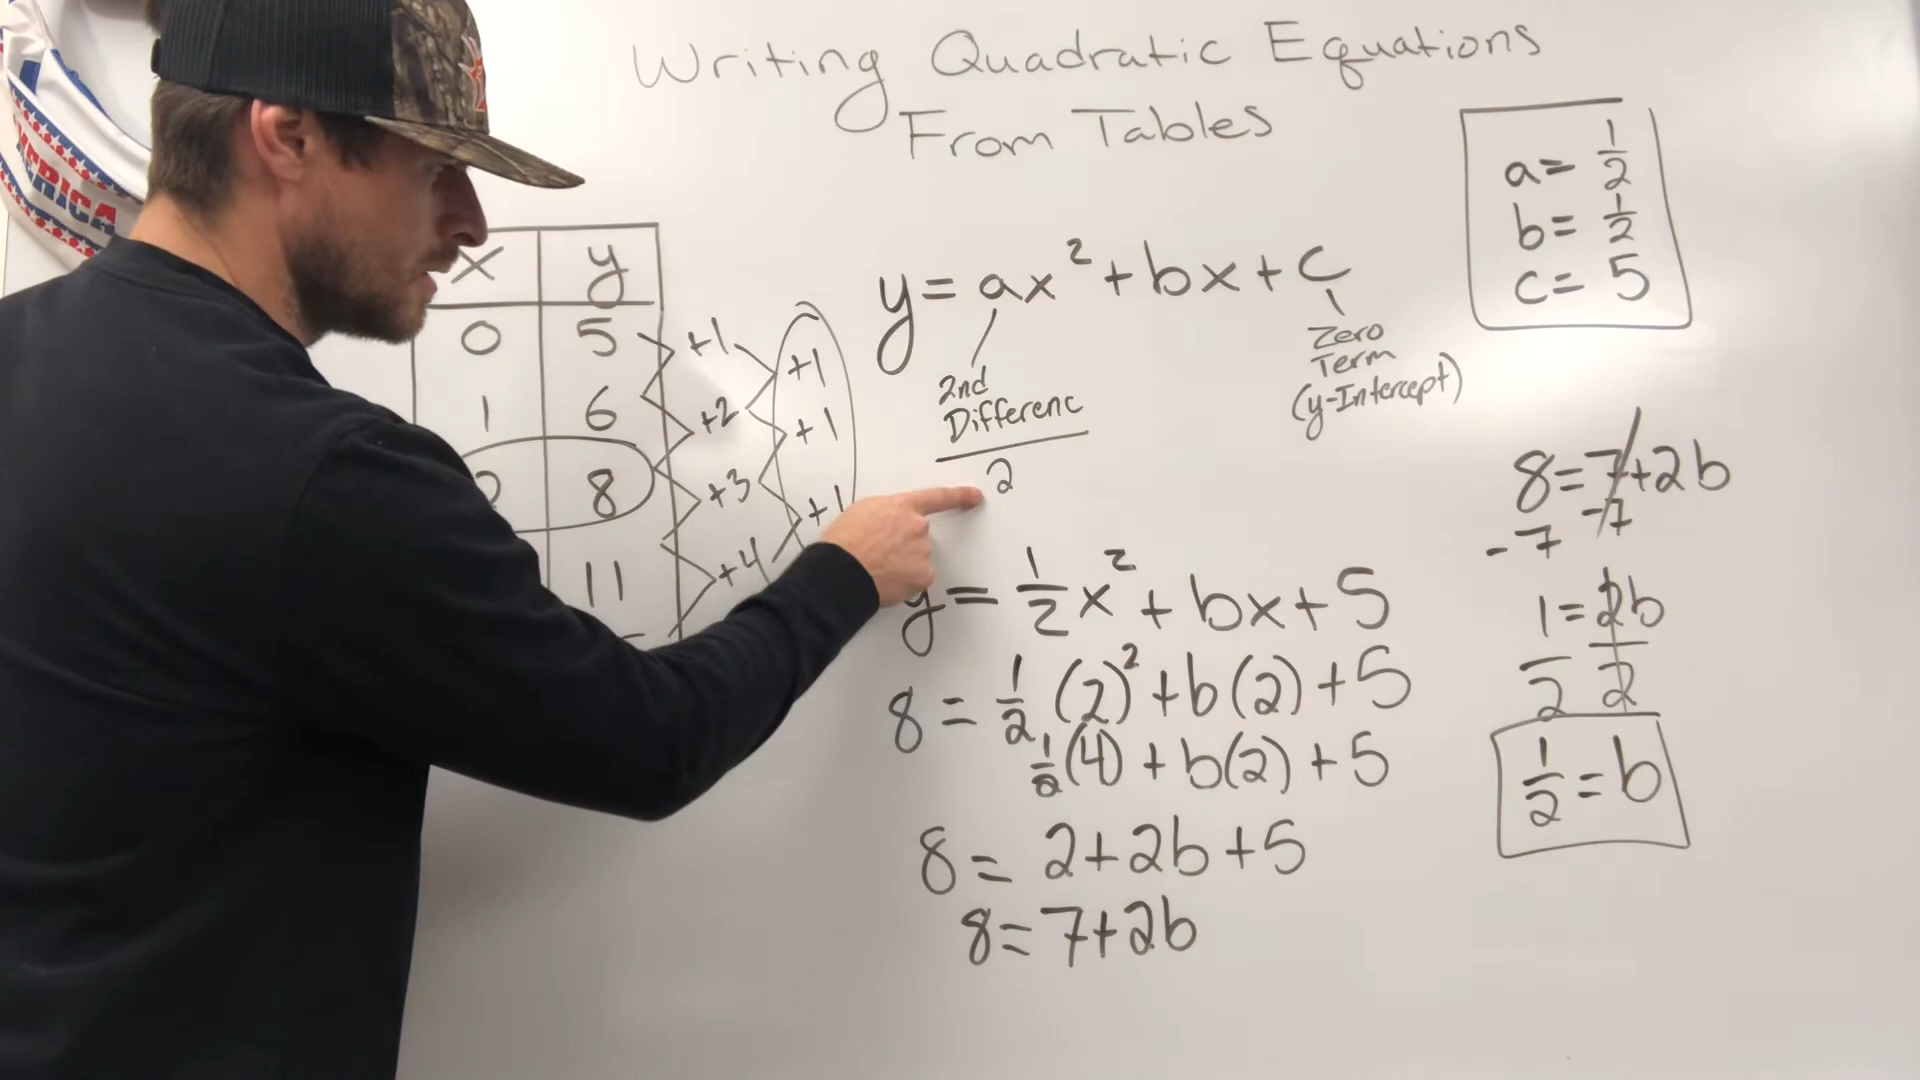 Writing Quadratic Equations
From Tables
ERICA
x y
0 5
1 6
2 8
11
+1
+2
+3
+4
+1
+1
+1
y = ax² + bx + c
2nd
Differenc
2
Zero
Term
(y-Intercept)
y = 1/2 x² + bx + 5
8 = 1/2 (2)² + b(2) + 5
1/2 (4) + b(2) + 5
8 = 2 + 2b + 5
8 = 7 + 2b
a = 1/2
b = 1/2
c = 5
8 = 7 + 2b
-7 -7
1 = 2b
2 2
1/2 = b